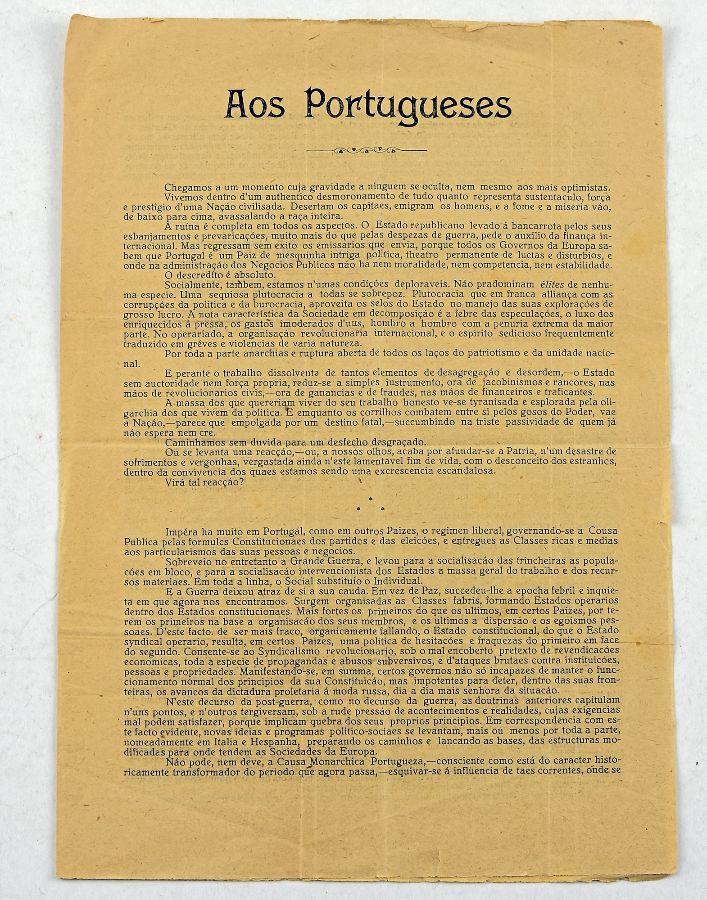 Aos Portugueses
Chegamos a um momento cuja gravidade a ninguem se oculta, nem mesmo aos mais optimistas.
Vivemos dentro d'um authentico desmoronamento de tudo quanto representa sustentaculo, força
e prestigio d'uma Nação civilisada. Desertam os capitaes, emigram os homens, e a fome e a miseria vão,
de baixo para cima, avassalando a raça inteira.
A ruina é completa em todos os aspectos. O Estado republicano levado á bancarrota pelos seus
esbanjamentos e prevaricações, muito mais do que pelas despezas de guerra, pede o auxilio da finança in-
ternacional. Mas regressam sem exito os emissarios que envia, porque todos os Governos da Europa sa-
bem que Portugal é um Paiz de mesquinha intriga politica, theatro permanente de luctas e disturbios, e
onde na administração dos Negocios Publicos não ha nem moralidade, nem competencia, nem estabilidade.
O descredito é absoluto.
Socialmente, tambem, estamos n'umas condições deploraveis. Não predominam élites de nenhu-
ma especie. Uma sequiosa plutocracia a todas se sobrepoz. Plutocracia que em franca alliança com as
corrupções da politica e da burocracia, aproveita os selos do Estado no manejo das suas explorações de
grosso lucro. A nota caracteristica da Sociedade em decomposição é a febre das especulações, o luxo dos
enriquecidos á pressa, os gastos imoderados d'uns, hombro a hombro com a penuria extrema da maior
parte. No operariado, a organisação revolucionaria internacional, e o espirito sedicioso frequentemente
traduzido em gréves e violencias de varia natureza.
Por toda a parte anarchias e ruptura aberta de todos os laços do patriotismo e da unidade nacio-
nal.
E perante o trabalho dissolvente de tantos elementos de desagregação e desordem,—o Estado
sem auctoridade nem força propria, reduz-se a simples instrumento, ora de jacobinismos e rancores, nas
mãos de revolucionarios civis,—ora de ganancias e de fraudes, nas mãos de financeiros e traficantes.
A massa dos que quereriam viver do seu trabalho honesto ve-se tyranisada e explorada pela oli-
garchia dos que vivem da politica. E emquanto os corrilhos combatem entre si pelos gosos do Poder, vae
a Nação,—parece que empolgada por um destino fatal,—succumbindo na triste passividade de quem já
não espera nem cre.
Caminhamos sem duvida para um desfecho desgraçado.
Ou se levanta uma reacção,—ou, a nossos olhos, acaba por afundar-se a Patria, n'um desastre de
sofrimentos e vergonhas, vergastada ainda n'este lamentavel fim de vida, com o desconceito dos estranhos,
dentro da convivencia dos quaes estamos sendo uma excrescencia escandalosa.
Virá tal reacção?
Impéra ha muito em Portugal, como em outros Paizes, o regimen liberal, governando-se a Cousa
Publica pelas formulas Constitucionaes dos partidos e das eleições, e entregues as Classes ricas e medias
aos particularismos das suas pessoas e negocios.
Sobreveio no entretanto a Grande Guerra, e levou para a socialisação das trincheiras as popula-
ções em bloco, e para a socialisação intervencionista dos Estados a massa geral do trabalho e dos recur-
sos materiaes. Em toda a linha, o Social substituio o Individual.
E a Guerra deixou atraz de si a sua cauda. Em vez de Paz, succedeu-lhe a epocha febril e inquie-
ta em que agora nos encontramos. Surgem organisadas as Classes fabris, formando Estados operarios
dentro dos Estados constitucionaes. Mais fortes os primeiros do que os ultimos, em certos Paizes, por te-
rem os primeiros na base a organisação dos seus membros, e os ultimos a dispersão e os egoismos pes-
soaes. D'este facto, de ser mais fraco, organicamente fallando, o Estado constitucional, do que o Estado
syndical operario, resulta, em certos Paizes, uma politica de hesitações e fraquezas do primeiro em face
do segundo. Consente-se ao Syndicalismo revolucionario, sob o mal encoberto pretexto de revendicações
economicas, toda a especie de propagandas e abusos subversivos, e d'ataques brutaes contra instituições,
pessoas e propriedades. Manifestando-se, em summa, certos governos não só incapazes de manter o func-
cionamento normal dos principios da sua Constituição, mas impotentes para deter, dentro das suas fron-
teiras, os avanços da dictadura proletaria á moda russa, dia a dia mais senhora da situação.
N'este decurso da post-guerra, como no decurso da guerra, as doutrinas anteriores capitulam
n'uns pontos, e n'outros tergiversam, sob a rude pressão de acontecimentos e realidades, cujas exigencias
mal podem satisfazer, porque implicam quebra dos seus proprios principios. Em correspondencia com es-
te facto evidente, novas ideias e programas politico-sociaes se levantam, mais ou menos por toda a parte,
nomeadamente em Italia e Hespanha, preparando os caminhos e lançando as bases, das estructuras mo-
dificadas para onde tendem as Sociedades da Europa.
Não pode, nem deve, a Causa Monarchica Portugueza,—consciente como está do caracter histo-
ricamente transformador do periodo que agora passa,—esquivar-se á influencia de taes correntes, onde se